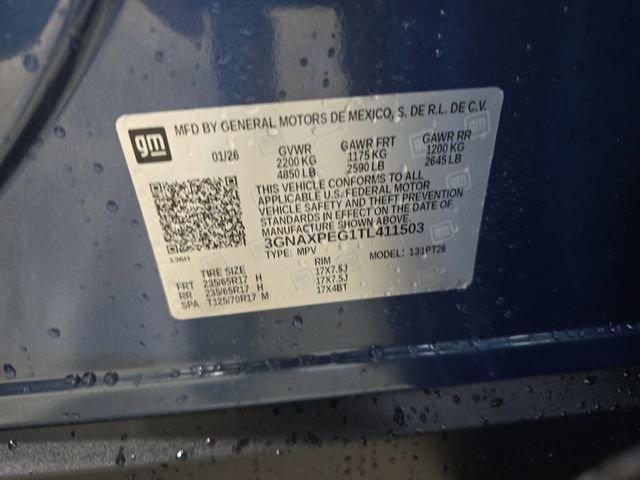 gm
MFD BY GENERAL MOTORS DE MEXICO, S. DE R.L. DE C.V.
01/26 GVWR GAWR FRT GAWR RR
2200 KG 1175 KG 1200 KG
4850 LB 2590 LB 2645 LB
THIS VEHICLE CONFORMS TO ALL
APPLICABLE U.S. FEDERAL MOTOR
VEHICLE SAFETY AND THEFT PREVENTION
STANDARDS IN EFFECT ON THE DATE OF
MANUFACTURE SHOWN ABOVE.
3GNAXPEG1TL411503
TYPE: MPV MODEL: 131PT26
136H
TIRE SIZE RIM
FRT 235/65R17 H 17X7.5J
RR 235/65R17 H 17X7.5J
SPA T125/70R17 M 17X4BT